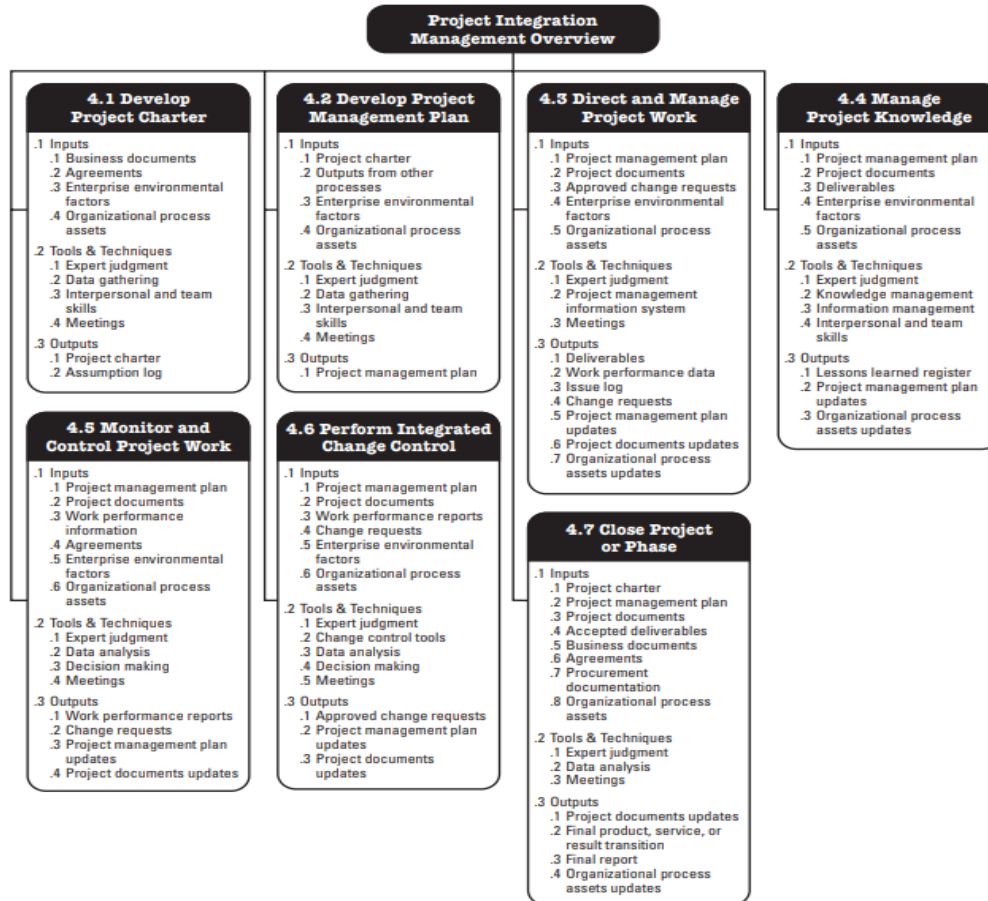 Project Integration
Management Overview
4.1 Develop
Project Charter
.1 Inputs
.1 Business documents
.2 Agreements
.3 Enterprise environmental
factors
.4 Organizational process
assets
.2 Tools & Techniques
.1 Expert judgment
.2 Data gathering
.3 Interpersonal and team
skills
.4 Meetings
.3 Outputs
.1 Project charter
.2 Assumption log
4.2 Develop Project
Management Plan
.1 Inputs
.1 Project charter
.2 Outputs from other
processes
.3 Enterprise environmental
factors
.4 Organizational process
assets
.2 Tools & Techniques
.1 Expert judgment
.2 Data gathering
.3 Interpersonal and team
skills
.4 Meetings
.3 Outputs
.1 Project management plan
4.3 Direct and Manage
Project Work
.1 Inputs
.1 Project management plan
.2 Project documents
.3 Approved change requests
.4 Enterprise environmental
factors
.5 Organizational process
assets
.2 Tools & Techniques
.1 Expert judgment
.2 Project management
information system
.3 Meetings
.3 Outputs
.1 Deliverables
.2 Work performance data
.3 Issue log
.4 Change requests
.5 Project management plan
updates
.6 Project documents updates
.7 Organizational process
assets updates
4.4 Manage
Project Knowledge
.1 Inputs
.1 Project management plan
.2 Project documents
.3 Deliverables
.4 Enterprise environmental
factors
.5 Organizational process
assets
.2 Tools & Techniques
.1 Expert judgment
.2 Knowledge management
.3 Information management
.4 Interpersonal and team
skills
.3 Outputs
.1 Lessons learned register
.2 Project management plan
updates
.3 Organizational process
assets updates
4.5 Monitor and
Control Project Work
.1 Inputs
.1 Project management plan
.2 Project documents
.3 Work performance
information
.4 Agreements
.5 Enterprise environmental
factors
.6 Organizational process
assets
.2 Tools & Techniques
.1 Expert judgment
.2 Data analysis
.3 Decision making
.4 Meetings
.3 Outputs
.1 Work performance reports
.2 Change requests
.3 Project management plan
updates
.4 Project documents updates
4.6 Perform Integrated
Change Control
.1 Inputs
.1 Project management plan
.2 Project documents
.3 Work performance reports
.4 Change requests
.5 Enterprise environmental
factors
.6 Organizational process
assets
.2 Tools & Techniques
.1 Expert judgment
.2 Change control tools
.3 Data analysis
.4 Decision making
.5 Meetings
.3 Outputs
.1 Approved change requests
.2 Project management plan
updates
.3 Project documents
updates
4.7 Close Project
or Phase
.1 Inputs
.1 Project charter
.2 Project management plan
.3 Project documents
.4 Accepted deliverables
.5 Business documents
.6 Agreements
.7 Procurement
documentation
.8 Organizational process
assets
.2 Tools & Techniques
.1 Expert judgment
.2 Data analysis
.3 Meetings
.3 Outputs
.1 Project documents updates
.2 Final product, service, or
result transition
.3 Final report
.4 Organizational process
assets updates